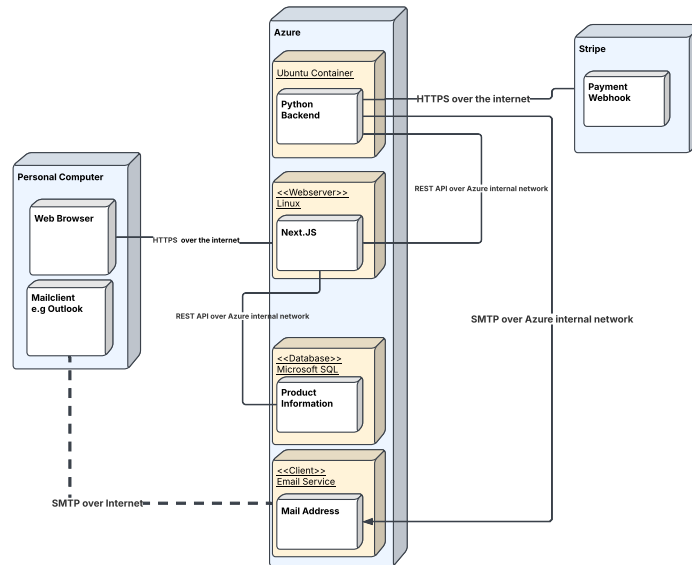 Azure
Stripe
Ubuntu Container
Python
Backend
HTTPS over the internet
Payment
Webhook
Personal Computer
Web Browser
<<Webserver>>
Linux
Next.JS
REST API over Azure internal network
HTTPS over the internet
Mailclient
e.g Outlook
REST API over Azure internal network
SMTP over Azure internal network
<<Database>>
Microsoft SQL
Product
Information
<<Client>>
Email Service
SMTP over Internet
Mail Address